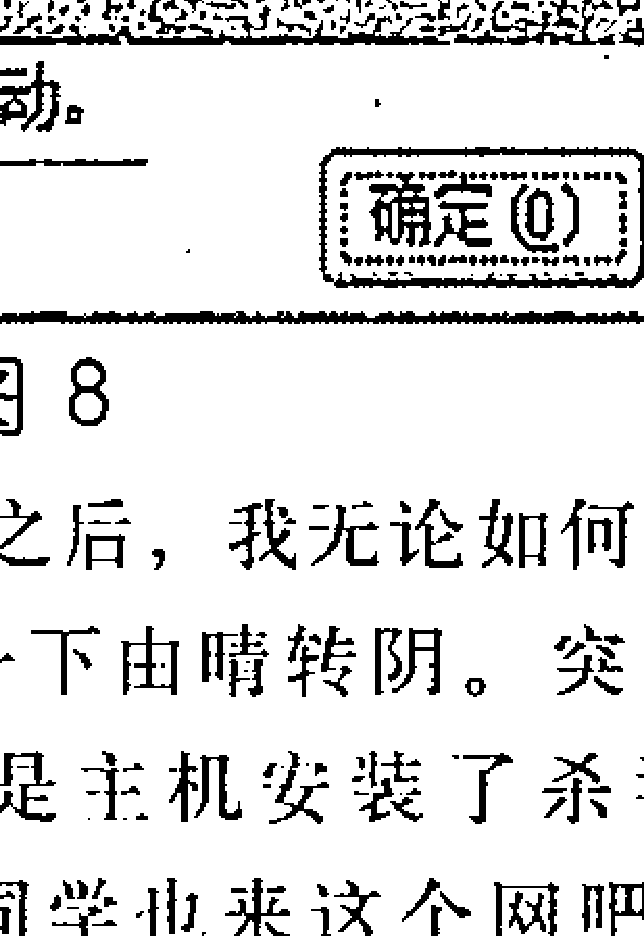 动。
确定(O)
图 8
之后，我无论如何
一下由晴转阴。突
是主机安装了杀
同学也来这个网吧